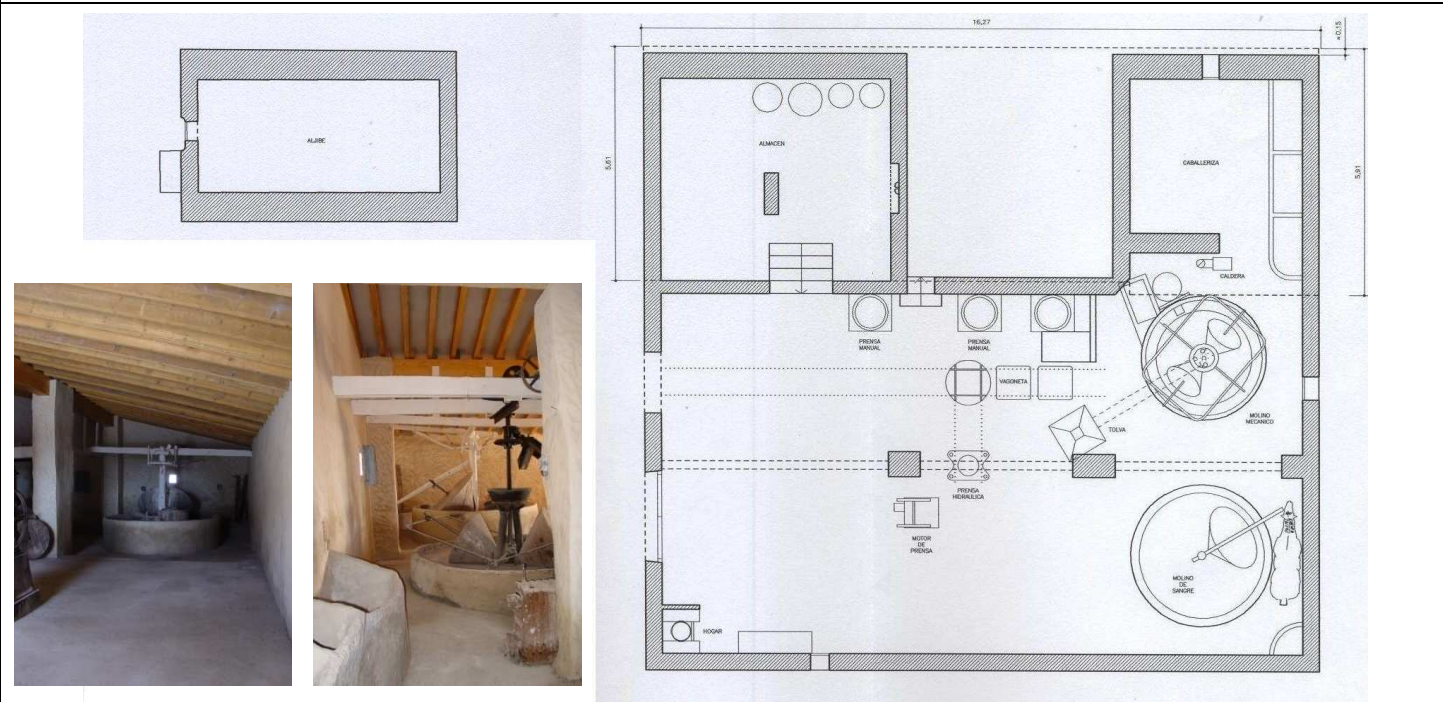 16,27
×0,15
ALJIBE
ALMACEN
5,61
CABALLERIZA
5,91
CALDERA
PRENSA
MANUAL
PRENSA
MANUAL
VAGONETA
TOLVA
MOLINO
MECANICO
PRENSA
HIDRAULICA
MOTOR
DE
PRENSA
MOLINO
DE
SANGRE
HOGAR